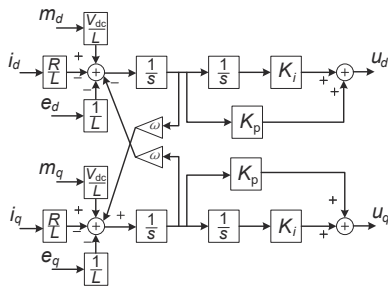 m_d
V_dc/L
i_d
R/L
+
−
+
−
−
1/s
1/s
K_i
+
+
u_d
e_d
1/L
K_p
ω
ω
m_q
V_dc/L
K_p
i_q
R/L
+
−
+
+
−
1/s
1/s
K_i
+
+
u_q
e_q
1/L